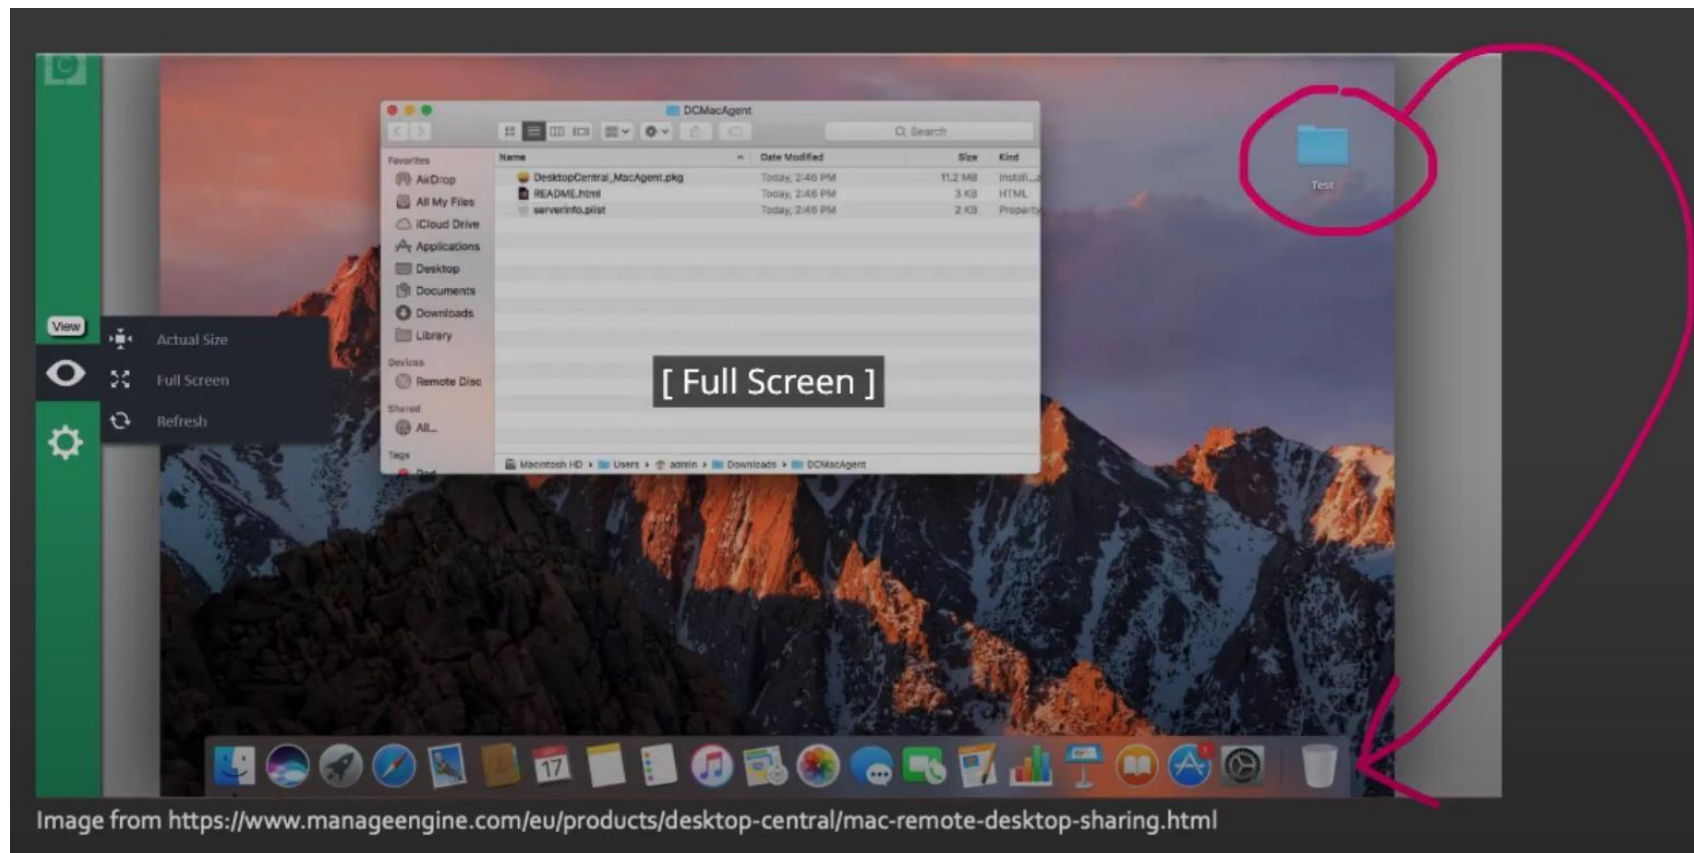 DCMacAgent
Search
Favorites
AirDrop
All My Files
iCloud Drive
Applications
Desktop
Documents
Downloads
Library
Devices
Remote Disc
Shared
All...
Tags
Red
Name Date Modified Size Kind
DesktopCentral_MacAgent.pkg Today, 2:46 PM 11.2 MB Install...a
README.html Today, 2:46 PM 3 KB HTML
serverinfo.plist Today, 2:46 PM 2 KB Property
Macintosh HD Users admin Downloads DCMacAgent
Test
View
Actual Size
Full Screen
Refresh
[ Full Screen ]
17
1
Image from https://www.manageengine.com/eu/products/desktop-central/mac-remote-desktop-sharing.html